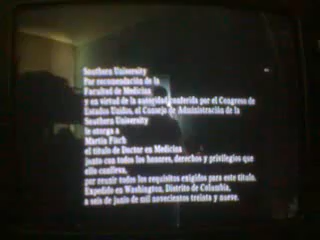 Southern University
Por recomendación de la
Facultad de Medicina
y en virtud de la autoridad conferida por el Congreso de
Estados Unidos, el Consejo de Administración de la
Southern University
le otorga a
Martin Fitch
el título de Doctor en Medicina
junto con todos los honores, derechos y privilegios que
ello conlleva,
por reunir todos los requisitos exigidos para este título.
Expedido en Washington, Distrito de Columbia,
a seis de junio de mil novecientos treinta y nueve.